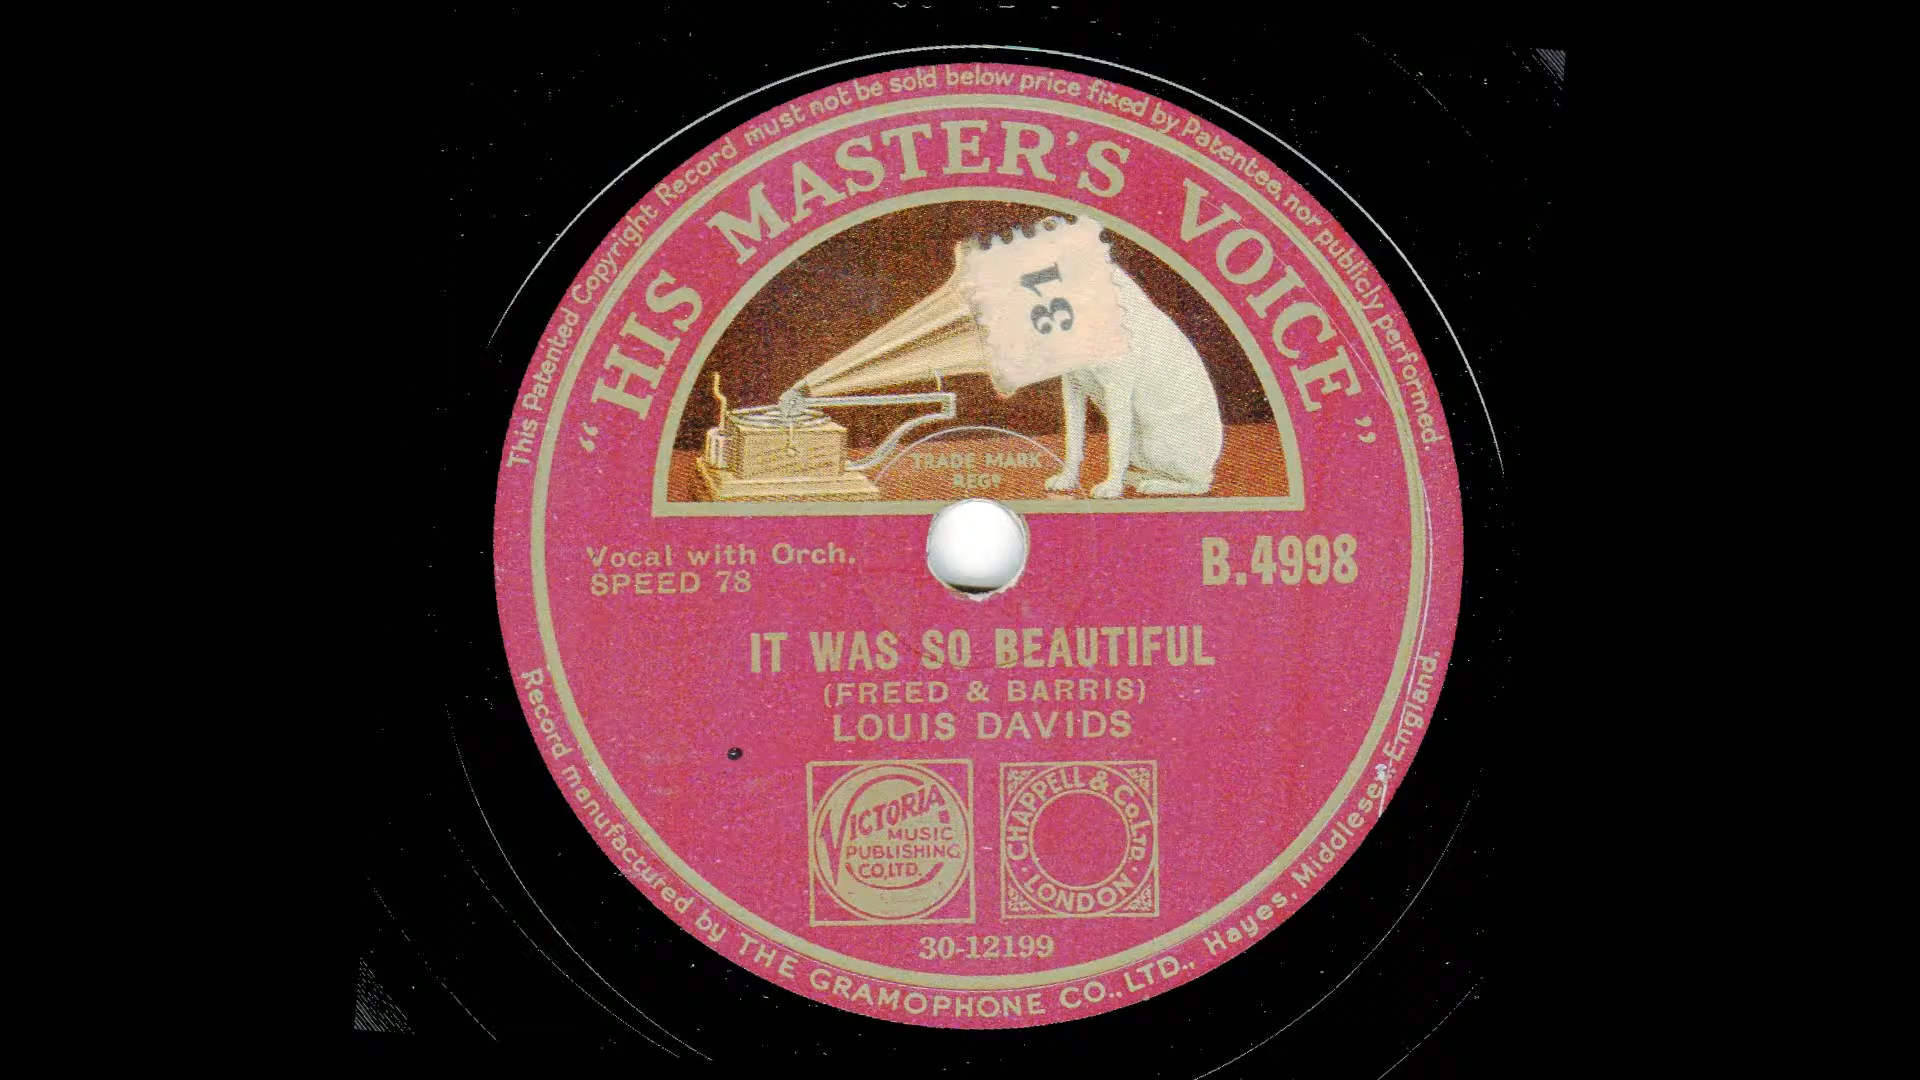 This Patented Copyright Record must not be sold below price fixed by Patentee, nor publicly performed.
“HIS MASTER'S VOICE”
31
TRADE MARK
REGD
Vocal with Orch.
SPEED 78
B.4998
IT WAS SO BEAUTIFUL
(FREED & BARRIS)
LOUIS DAVIDS
VICTORIA
MUSIC
PUBLISHING
CO,LTD.
CHAPPELL & Co. LTD.
· LONDON ·
30-12199
Record manufactured by THE GRAMOPHONE CO., LTD., Hayes, Middlesex, England.